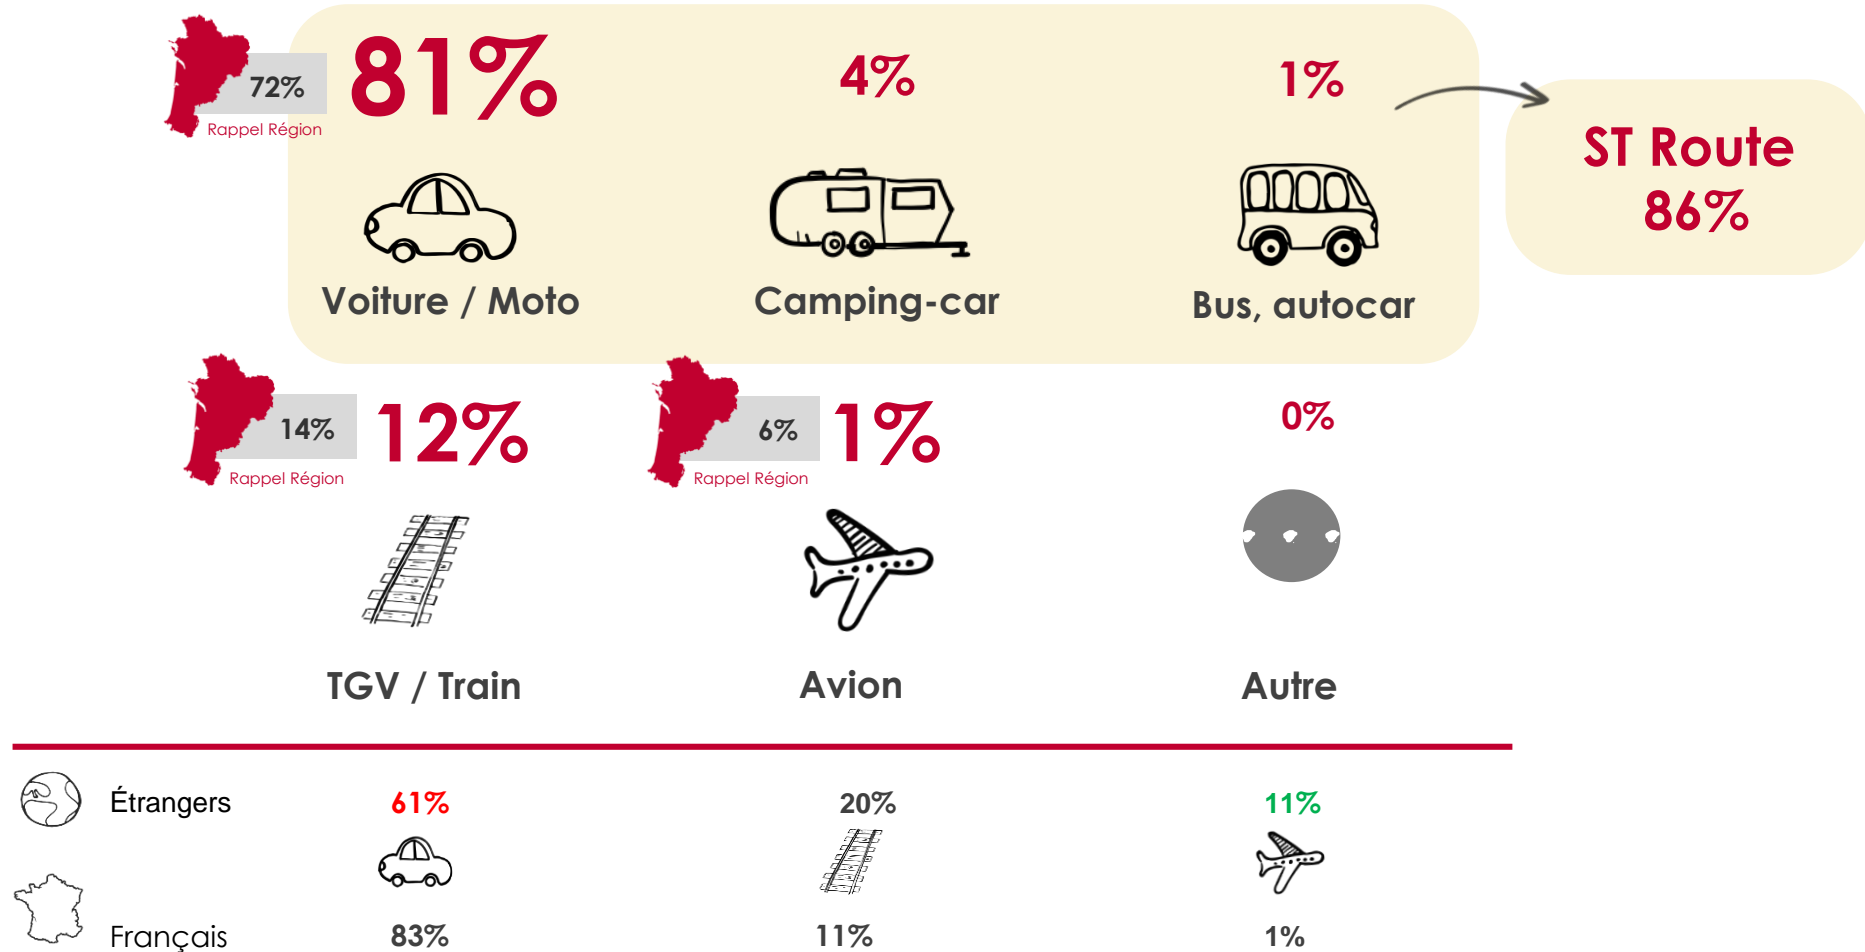 72%
Rappel Région
81%
4%
1%
ST Route
86%
Voiture / Moto
Camping-car
Bus, autocar
14%
Rappel Région
12%
6%
Rappel Région
1%
0%
TGV / Train
Avion
Autre
Étrangers
61%
20%
11%
Français
83%
11%
1%